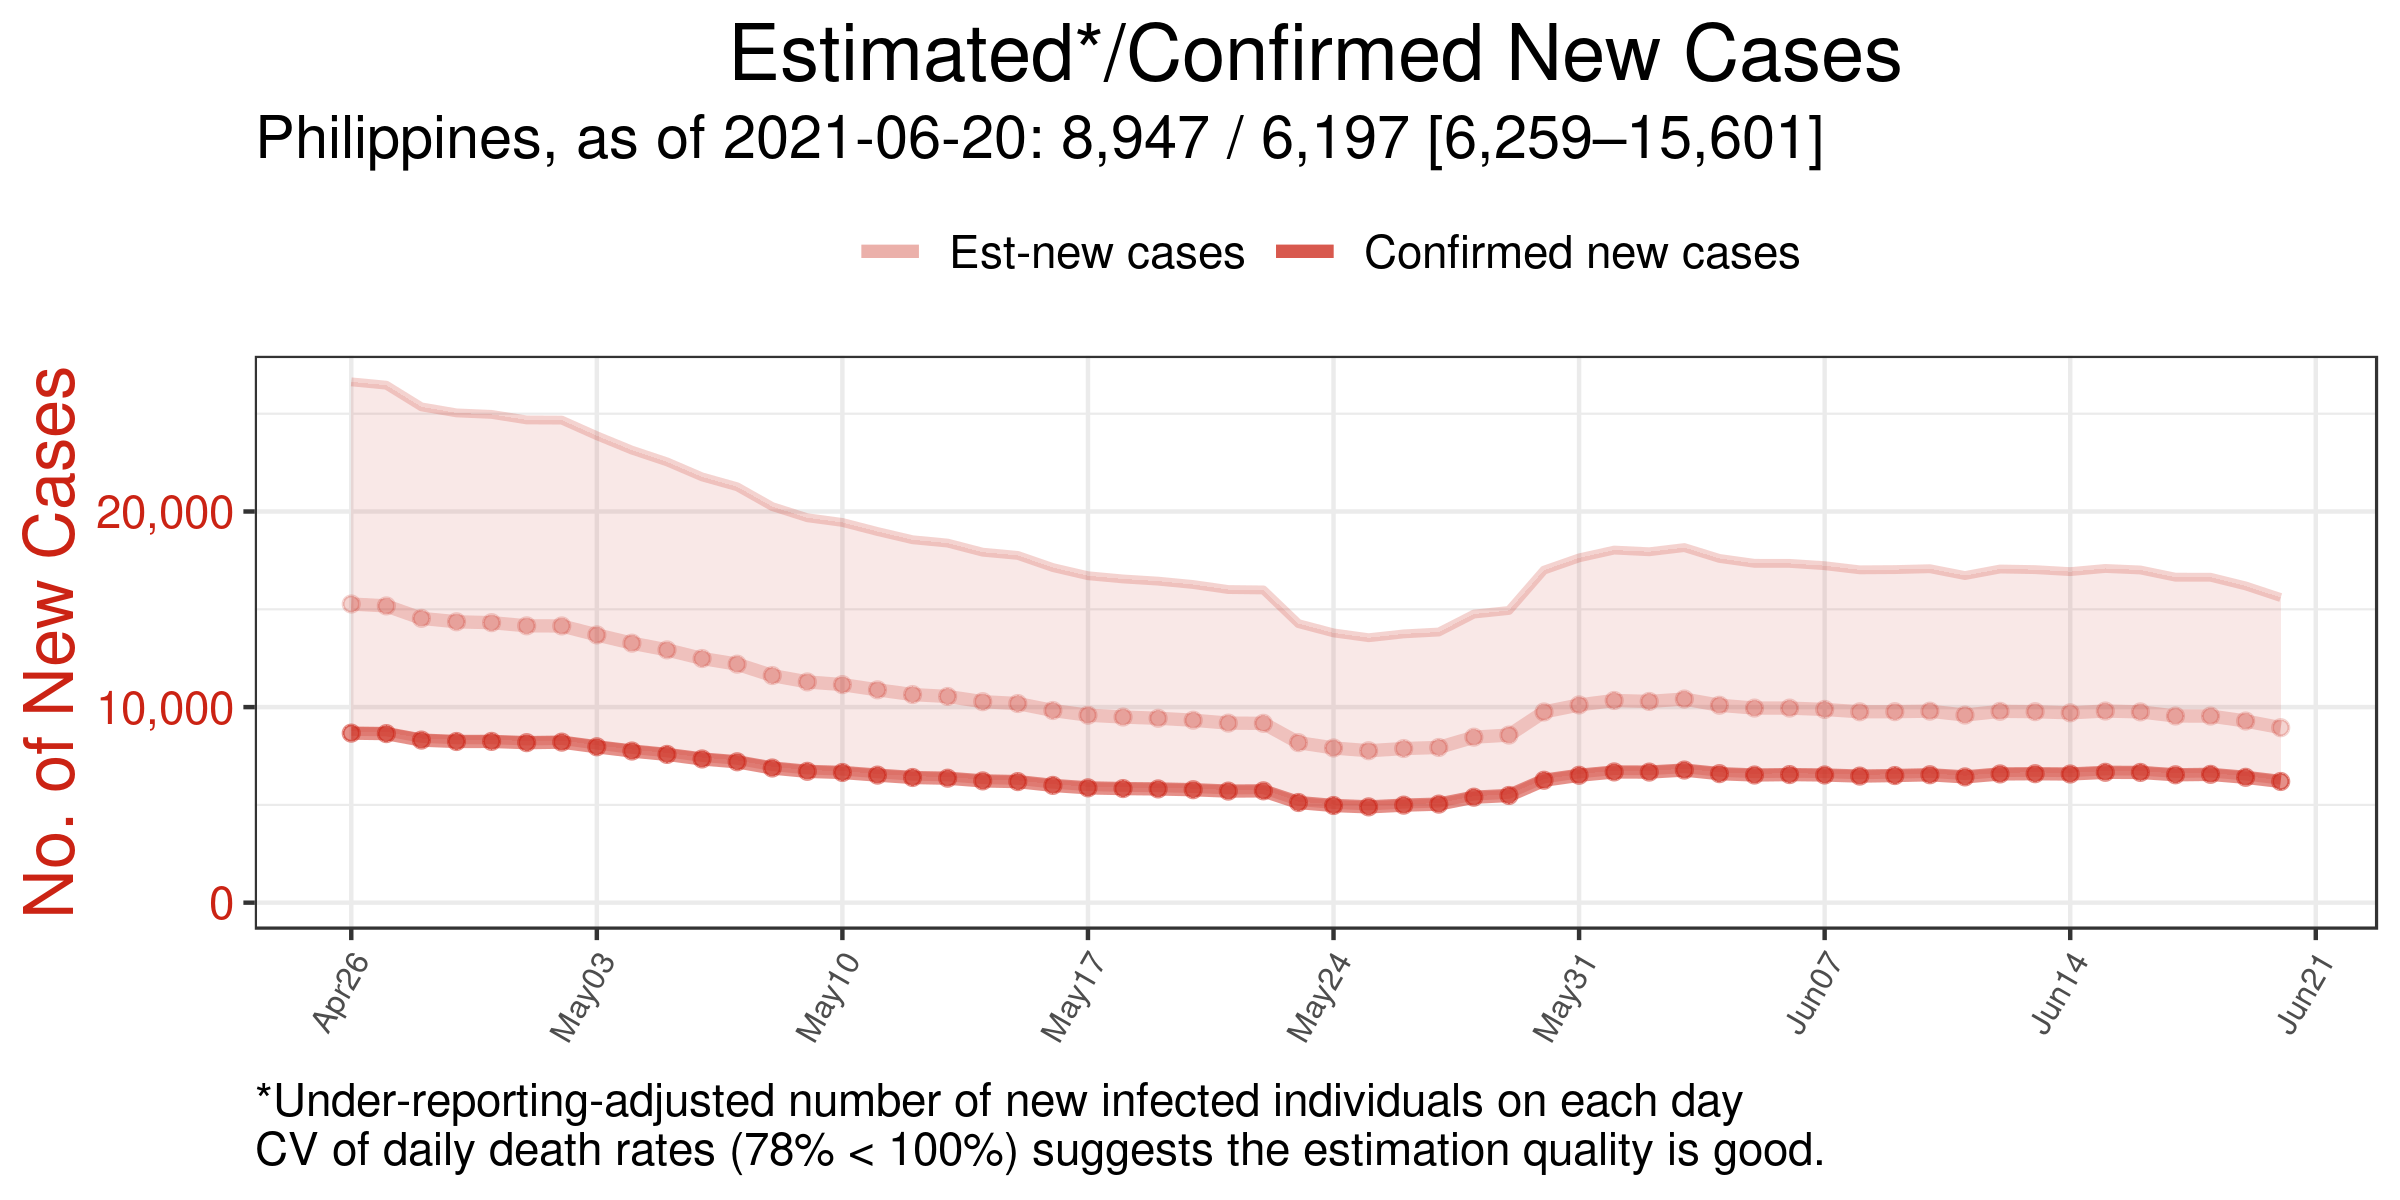 Estimated*/Confirmed New Cases
Philippines, as of 2021-06-20: 8,947 / 6,197 [6,259–15,601]
Est-new cases
Confirmed new cases
No. of New Cases
20,000
10,000
0
Apr26
May03
May10
May17
May24
May31
Jun07
Jun14
Jun21
*Under-reporting-adjusted number of new infected individuals on each day
CV of daily death rates (78% < 100%) suggests the estimation quality is good.